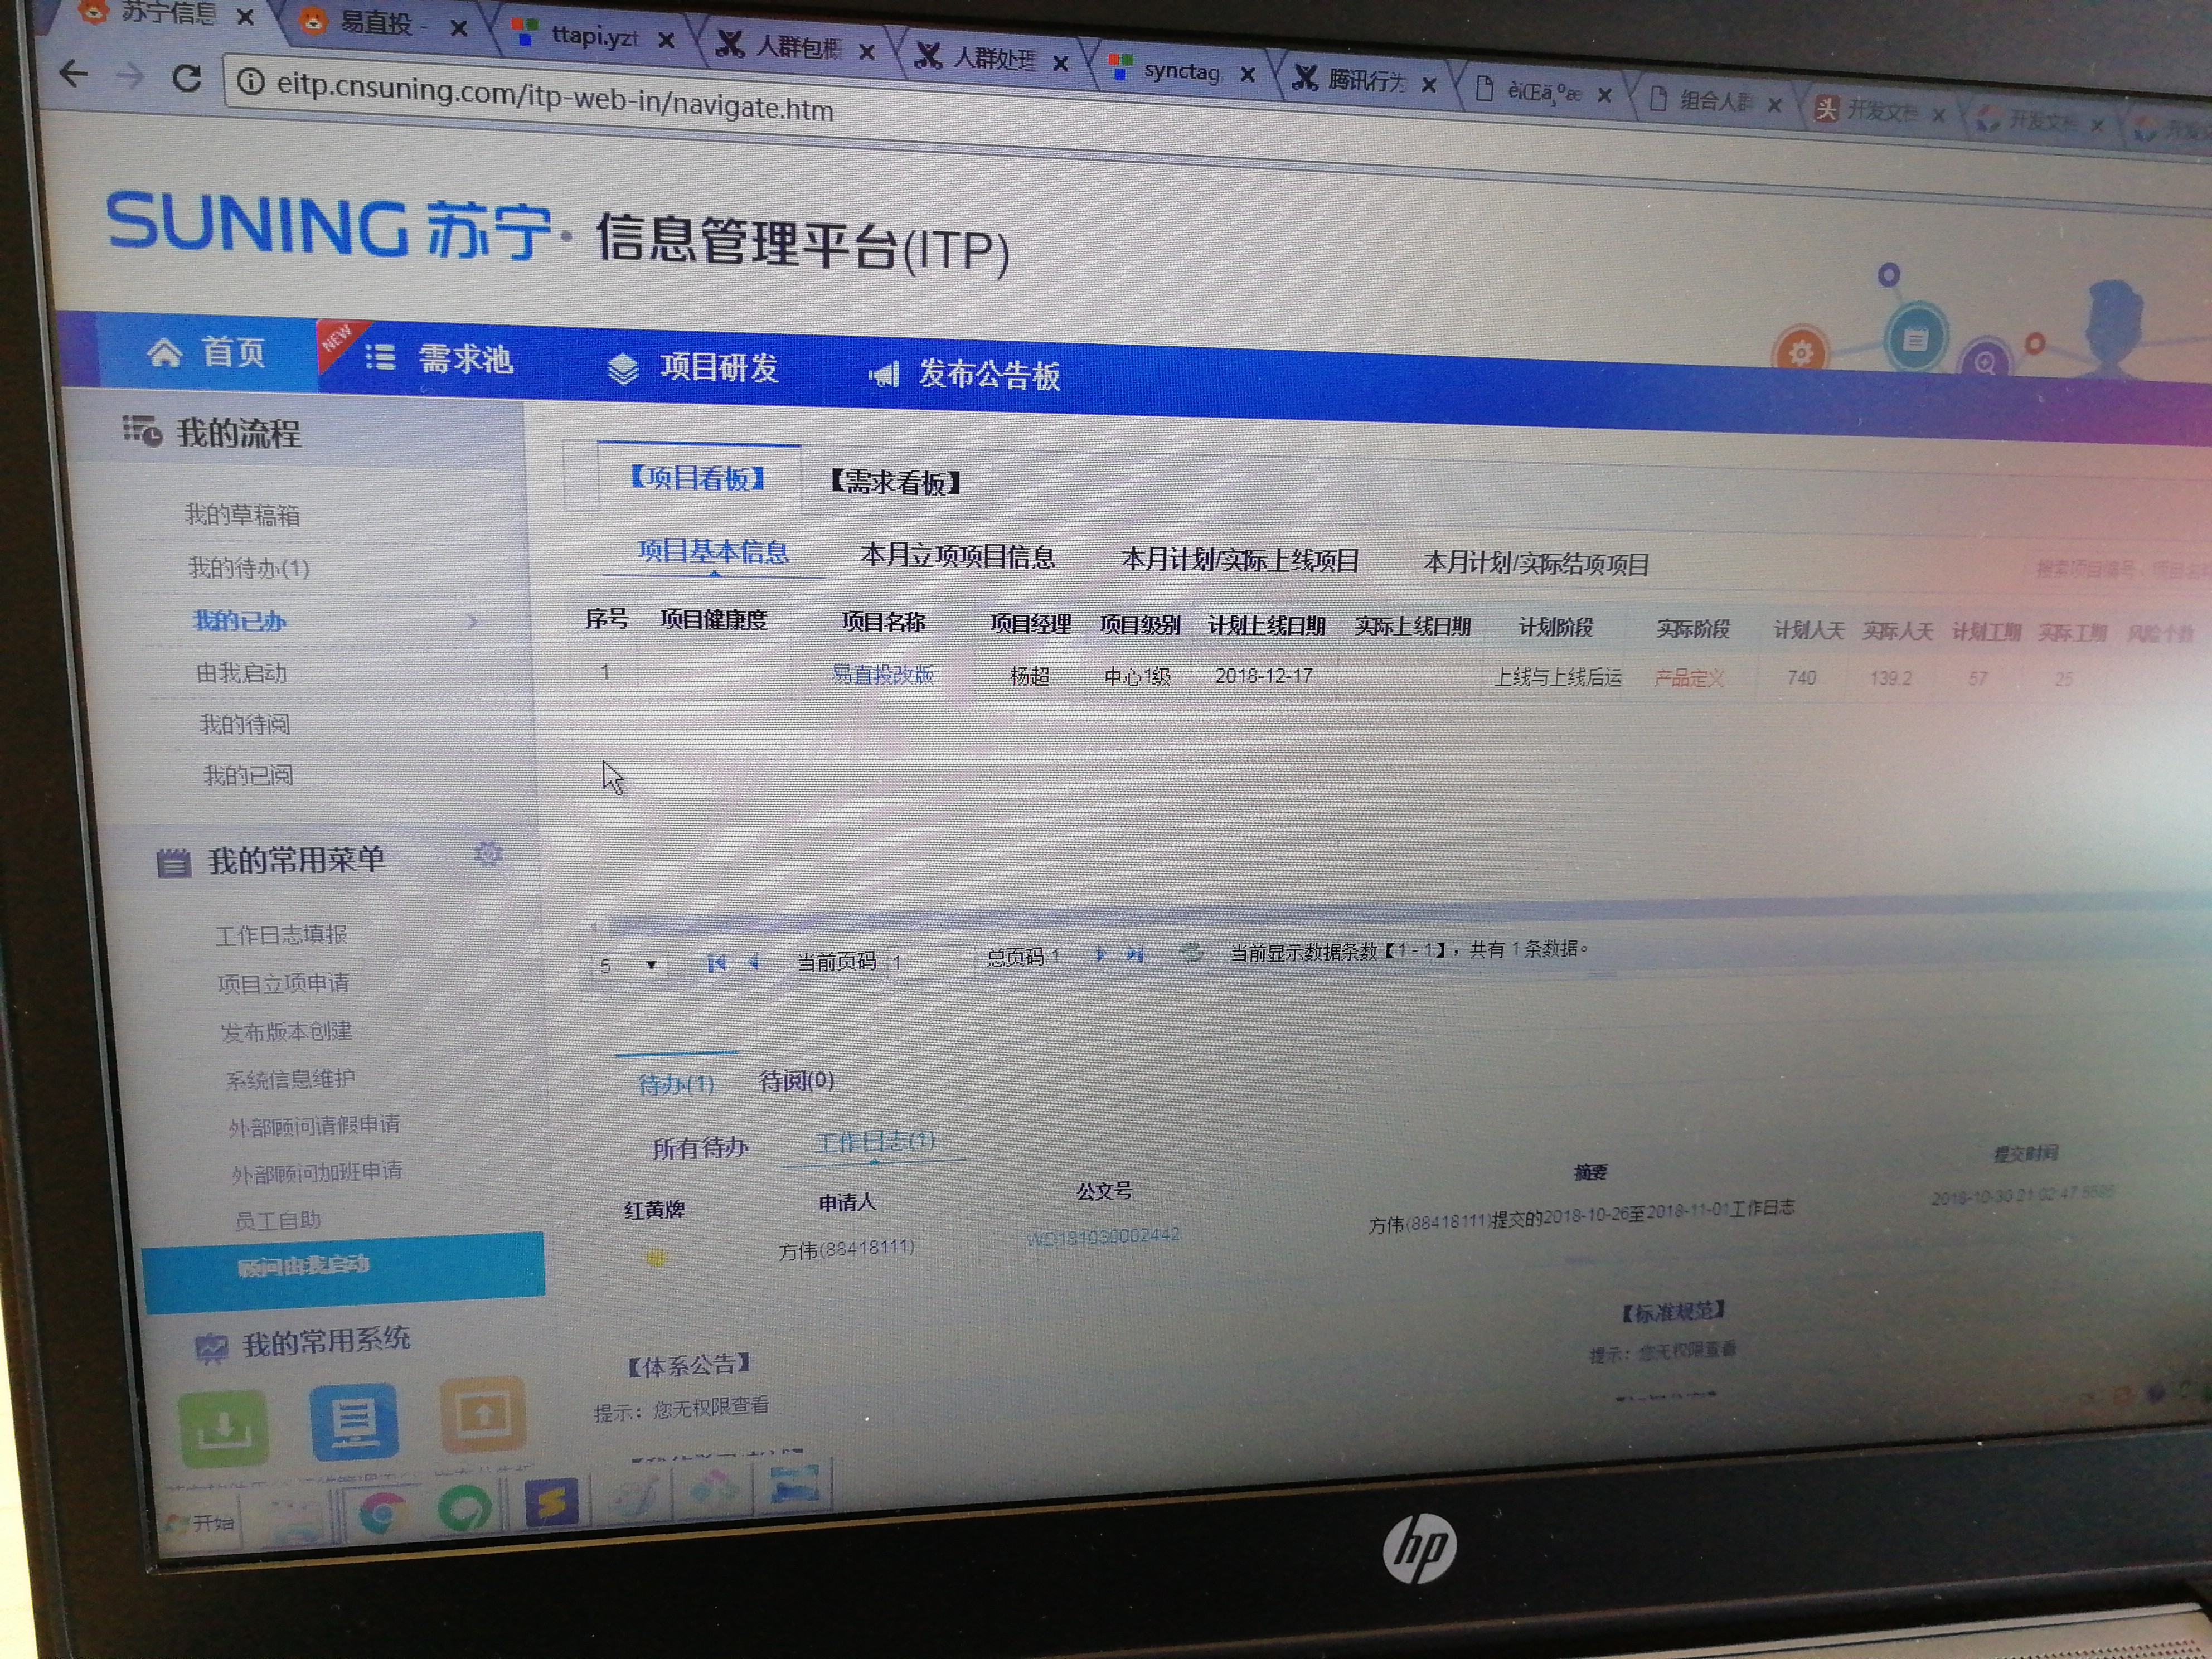 苏宁信息 易直投 - ttapi.yzt 人群包概 人群处理 synctag 腾讯行为 组合人群 开发文档 开发文档
eitp.cnsuning.com/itp-web-in/navigate.htm
SUNING 苏宁·信息管理平台(ITP)
首页 NEW 需求池 项目研发 发布公告板
我的流程
我的草稿箱
我的待办(1)
我的已办
由我启动
我的待阅
我的已阅
我的常用菜单
工作日志填报
项目立项申请
发布版本创建
系统信息维护
外部顾问请假申请
外部顾问加班申请
员工自助
顾问由我启动
我的常用系统
【项目看板】 【需求看板】
项目基本信息 本月立项项目信息 本月计划/实际上线项目 本月计划/实际结项项目
搜索项目编号、项目名称
序号 项目健康度 项目名称 项目经理 项目级别 计划上线日期 实际上线日期 计划阶段 实际阶段 计划人天 实际人天 计划工期 实际工期 风险个数
1 易直投改版 杨超 中心1级 2018-12-17 上线与上线后运 产品定义 740 139.2 57 25
5 当前页码 1 总页码 1 当前显示数据条数【1 - 1】，共有 1 条数据。
待办(1) 待阅(0)
所有待办 工作日志(1)
红黄牌 申请人 公文号 摘要 提交时间
方伟(88418111) WD181030002442 方伟(88418111)提交的2018-10-26至2018-11-01工作日志
【体系公告】 【标准规范】
提示：您无权限查看 提示：您无权限查看
开始
hp